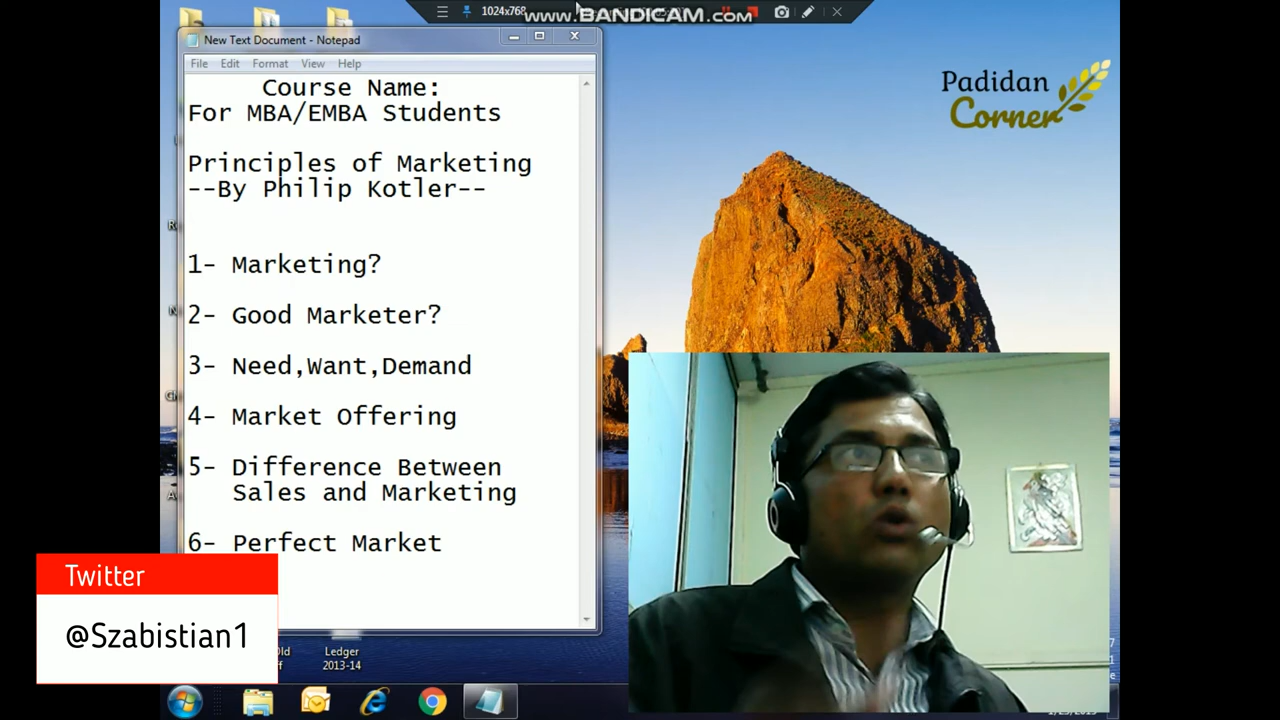 1024x768
www.BANDICAM.com
New Text Document - Notepad
File Edit Format View Help
Course Name:
For MBA/EMBA Students
Principles of Marketing
--By Philip Kotler--
1- Marketing?
2- Good Marketer?
3- Need,Want,Demand
4- Market Offering
5- Difference Between
Sales and Marketing
6- Perfect Market
Padidan
Corner
Twitter
@Szabistian1
Ledger
2013-14